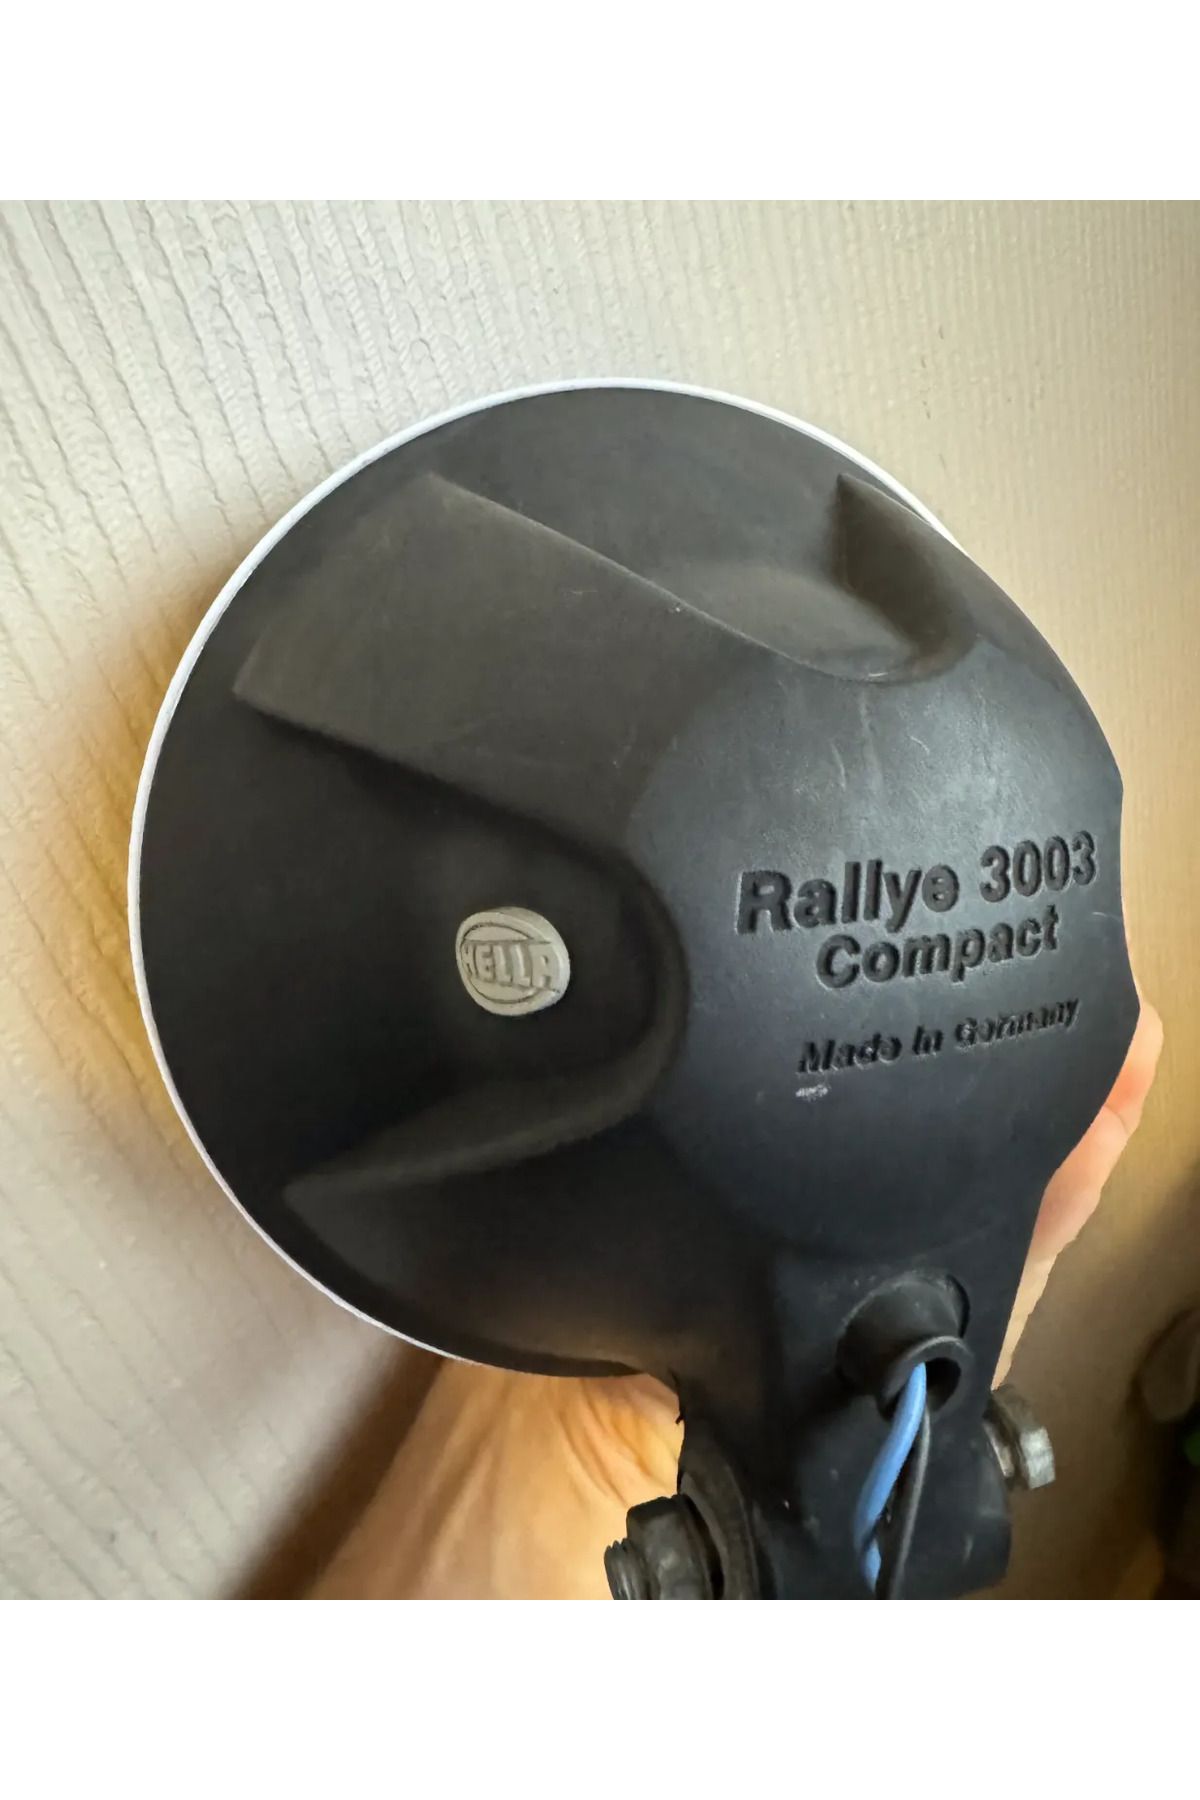 HELLA
Rallye 3003
Compact
Made in Germany